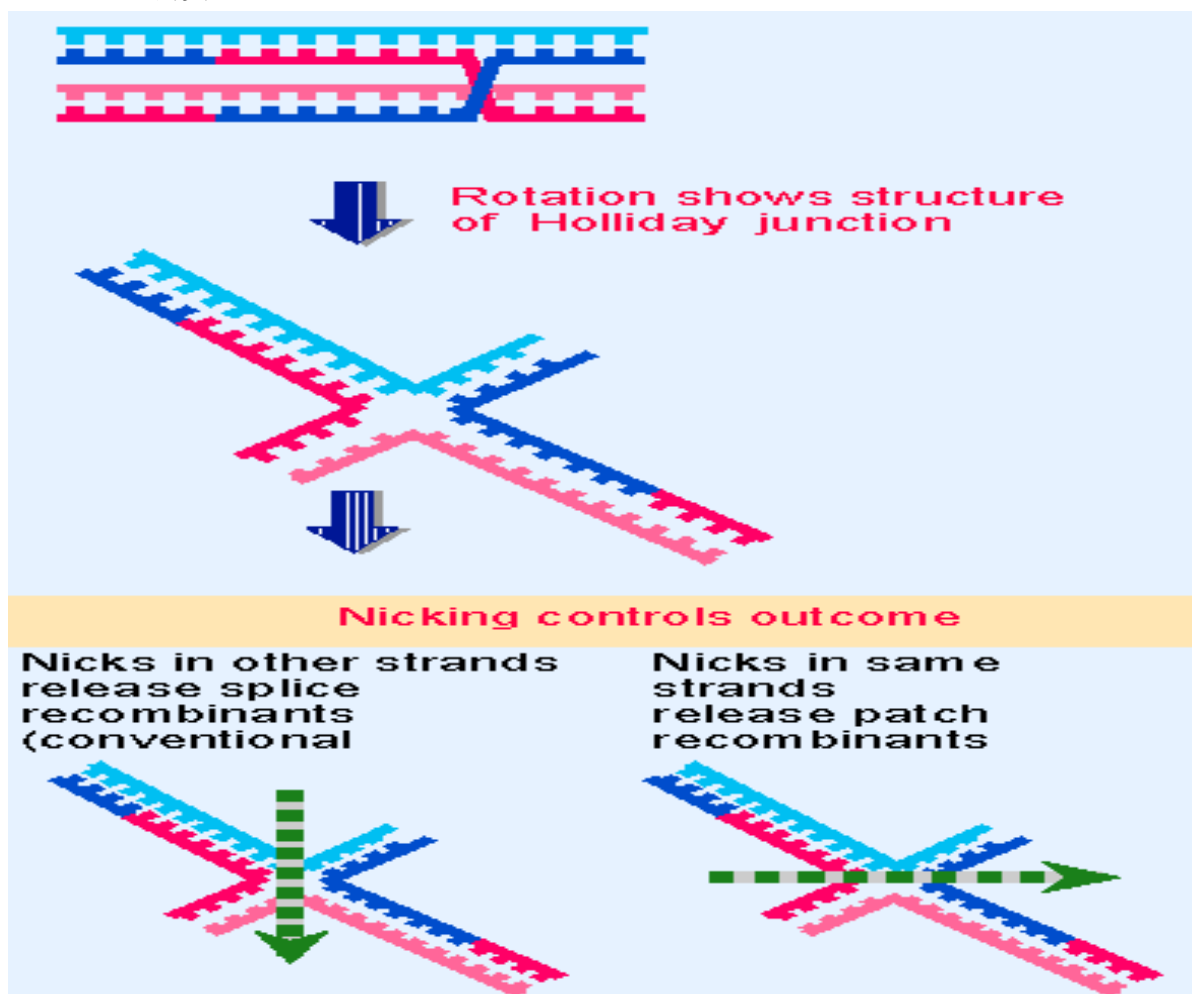 Rotation shows structure
of Holliday junction
Nicking controls outcome
Nicks in other strands
release splice
recombinants
(conventional
Nicks in same
strands
release patch
recombinants